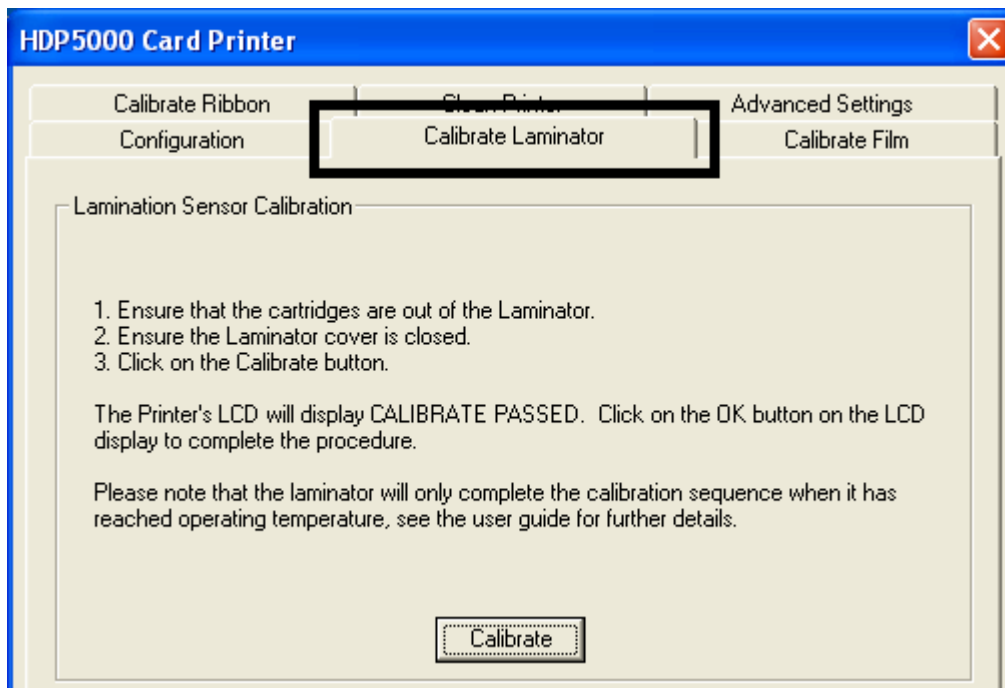 HDP5000 Card Printer
Calibrate Ribbon
Clean Printer
Advanced Settings
Configuration
Calibrate Laminator
Calibrate Film
Lamination Sensor Calibration
1. Ensure that the cartridges are out of the Laminator.
2. Ensure the Laminator cover is closed.
3. Click on the Calibrate button.
The Printer's LCD will display CALIBRATE PASSED.  Click on the OK button on the LCD
display to complete the procedure.
Please note that the laminator will only complete the calibration sequence when it has
reached operating temperature, see the user guide for further details.
Calibrate